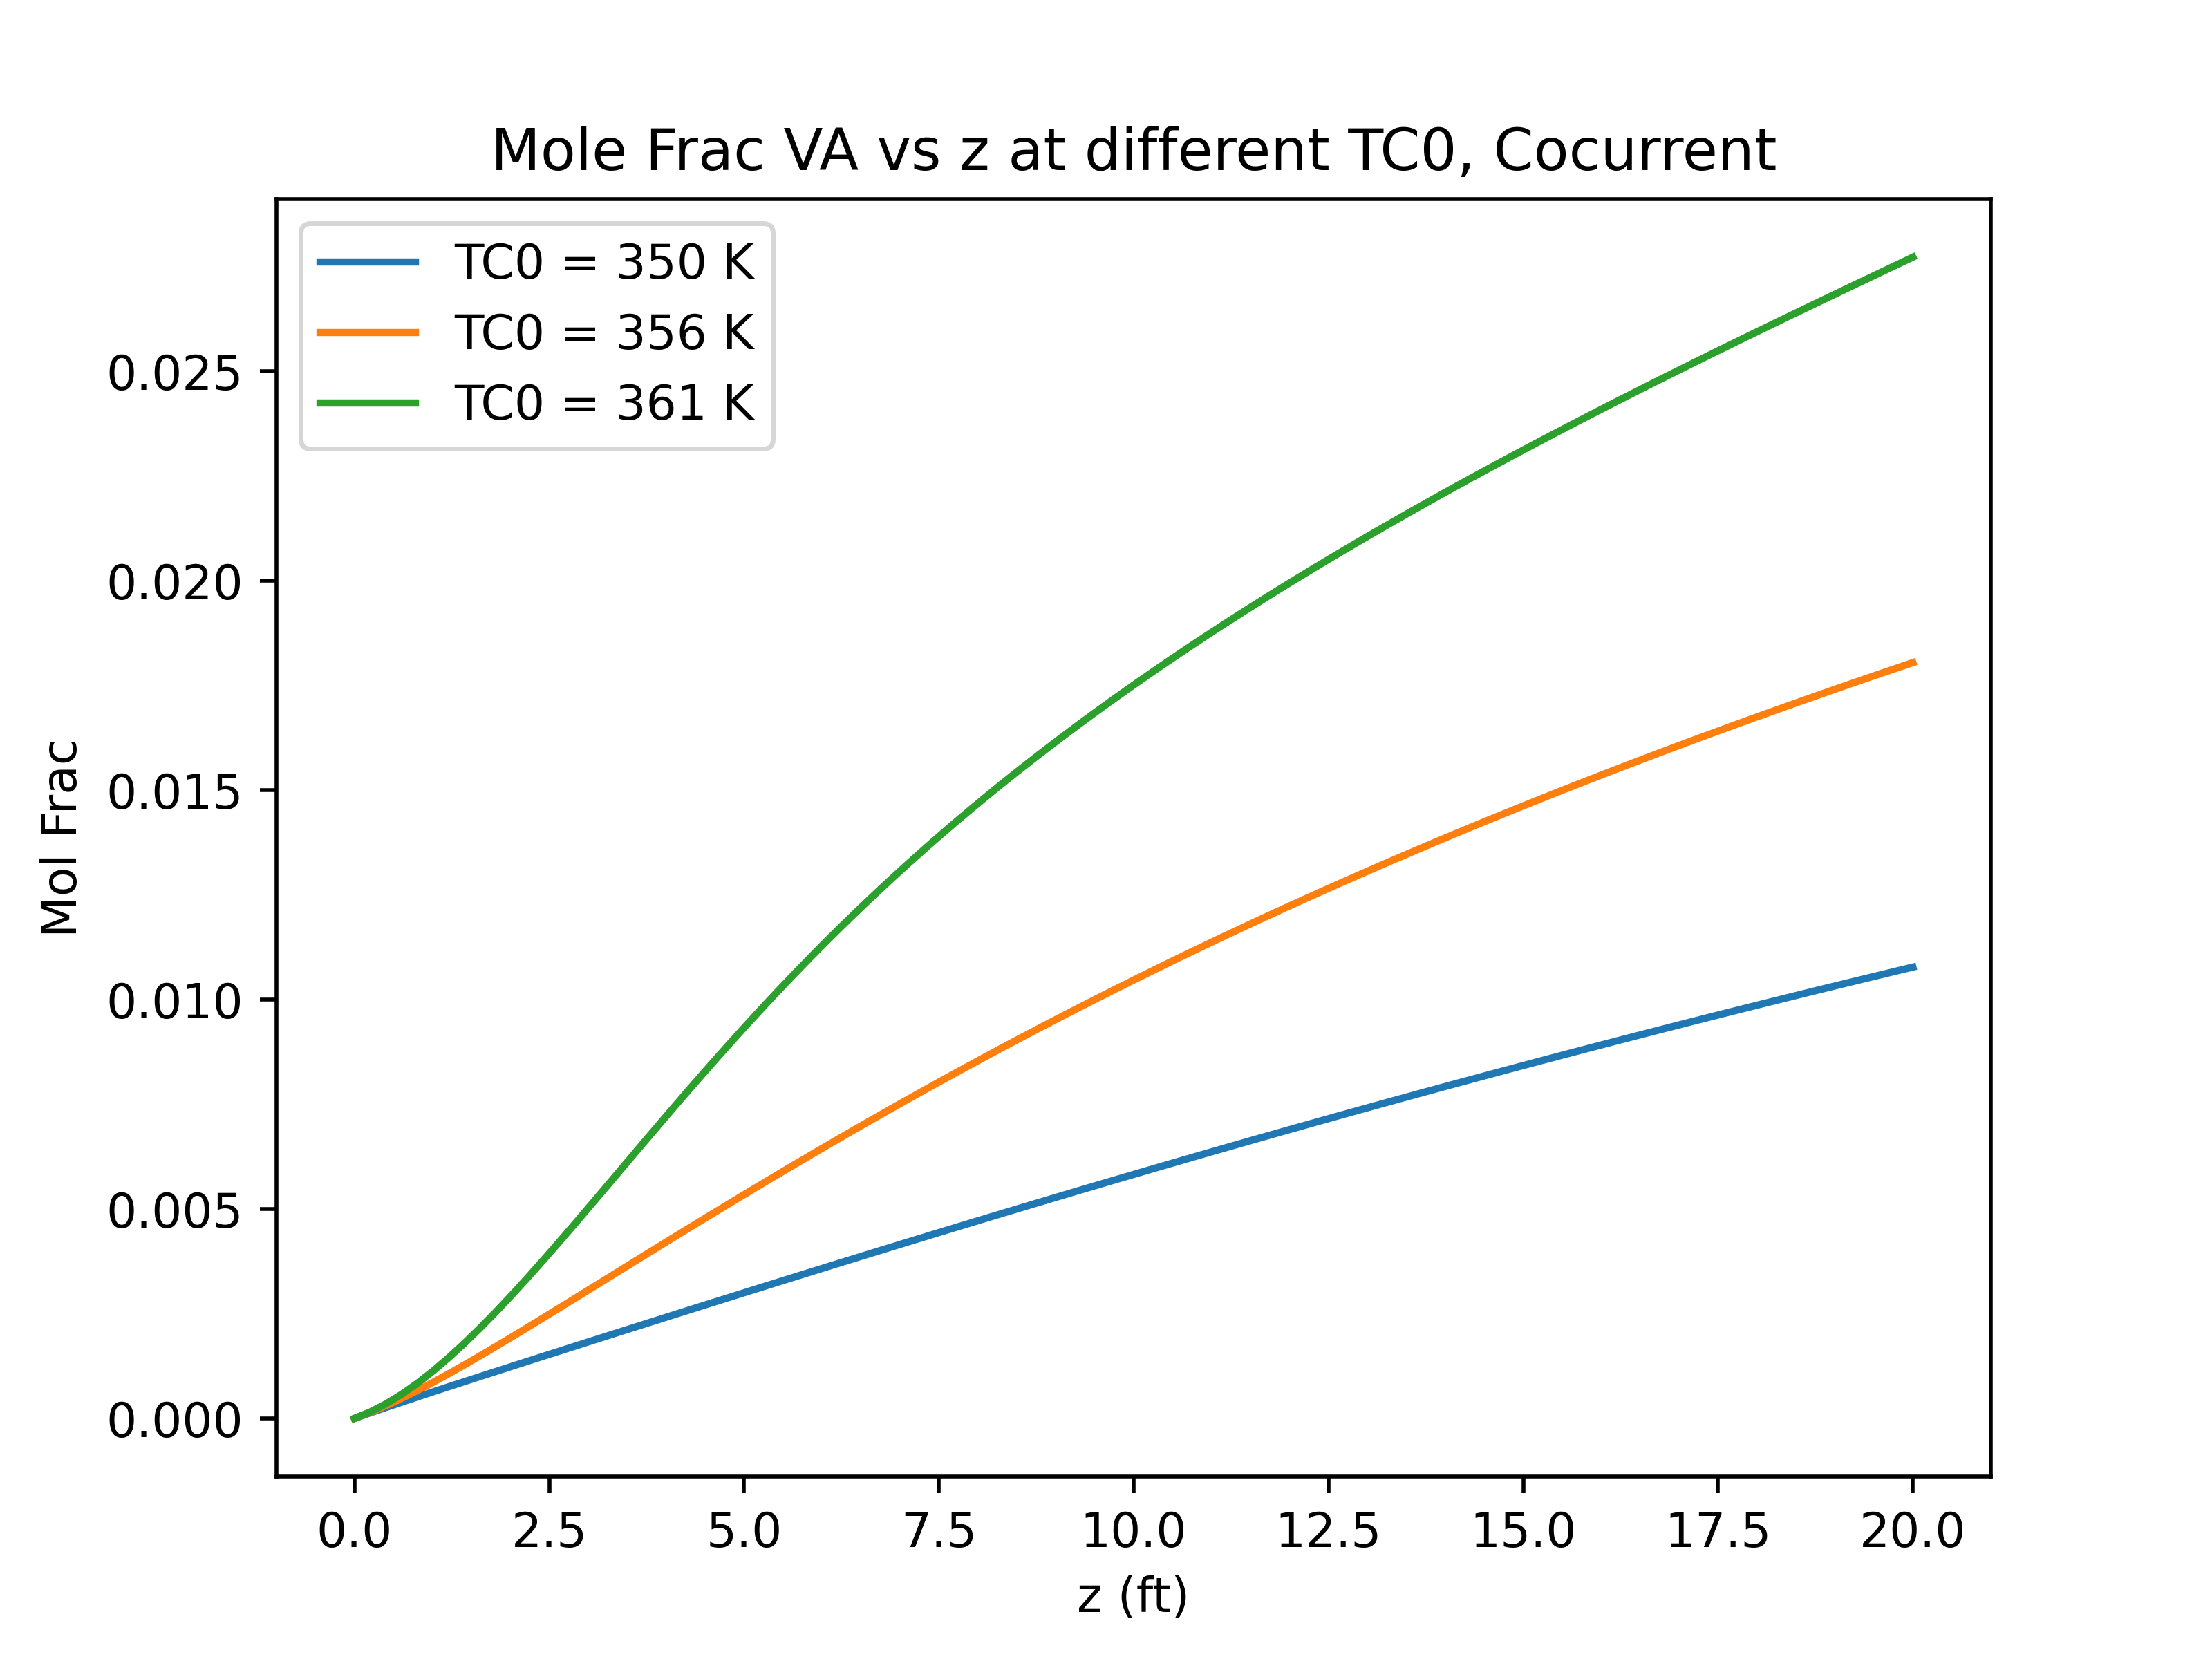 Mole Frac VA vs z at different TC0, Cocurrent
TC0 = 350 K
TC0 = 356 K
TC0 = 361 K
Mol Frac
0.025
0.020
0.015
0.010
0.005
0.000
0.0 2.5 5.0 7.5 10.0 12.5 15.0 17.5 20.0
z (ft)